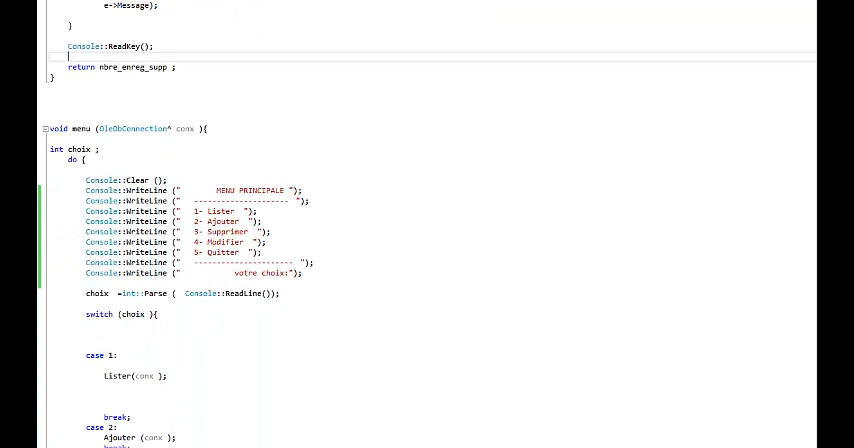 e->Message);
}
Console::ReadKey();
return nbre_enreg_supp ;
}
void menu (OleDbConnection^ conx ){
int choix ;
do {
Console::Clear ();
Console::WriteLine (" MENU PRINCIPALE ");
Console::WriteLine (" --------------------- ");
Console::WriteLine (" 1- Lister ");
Console::WriteLine (" 2- Ajouter ");
Console::WriteLine (" 3- Supprimer ");
Console::WriteLine (" 4- Modifier ");
Console::WriteLine (" 5- Quitter ");
Console::WriteLine (" ---------------------- ");
Console::WriteLine (" votre choix:");
choix =int::Parse ( Console::ReadLine());
switch (choix ){
case 1:
Lister(conx );
break;
case 2:
Ajouter (conx );
break;